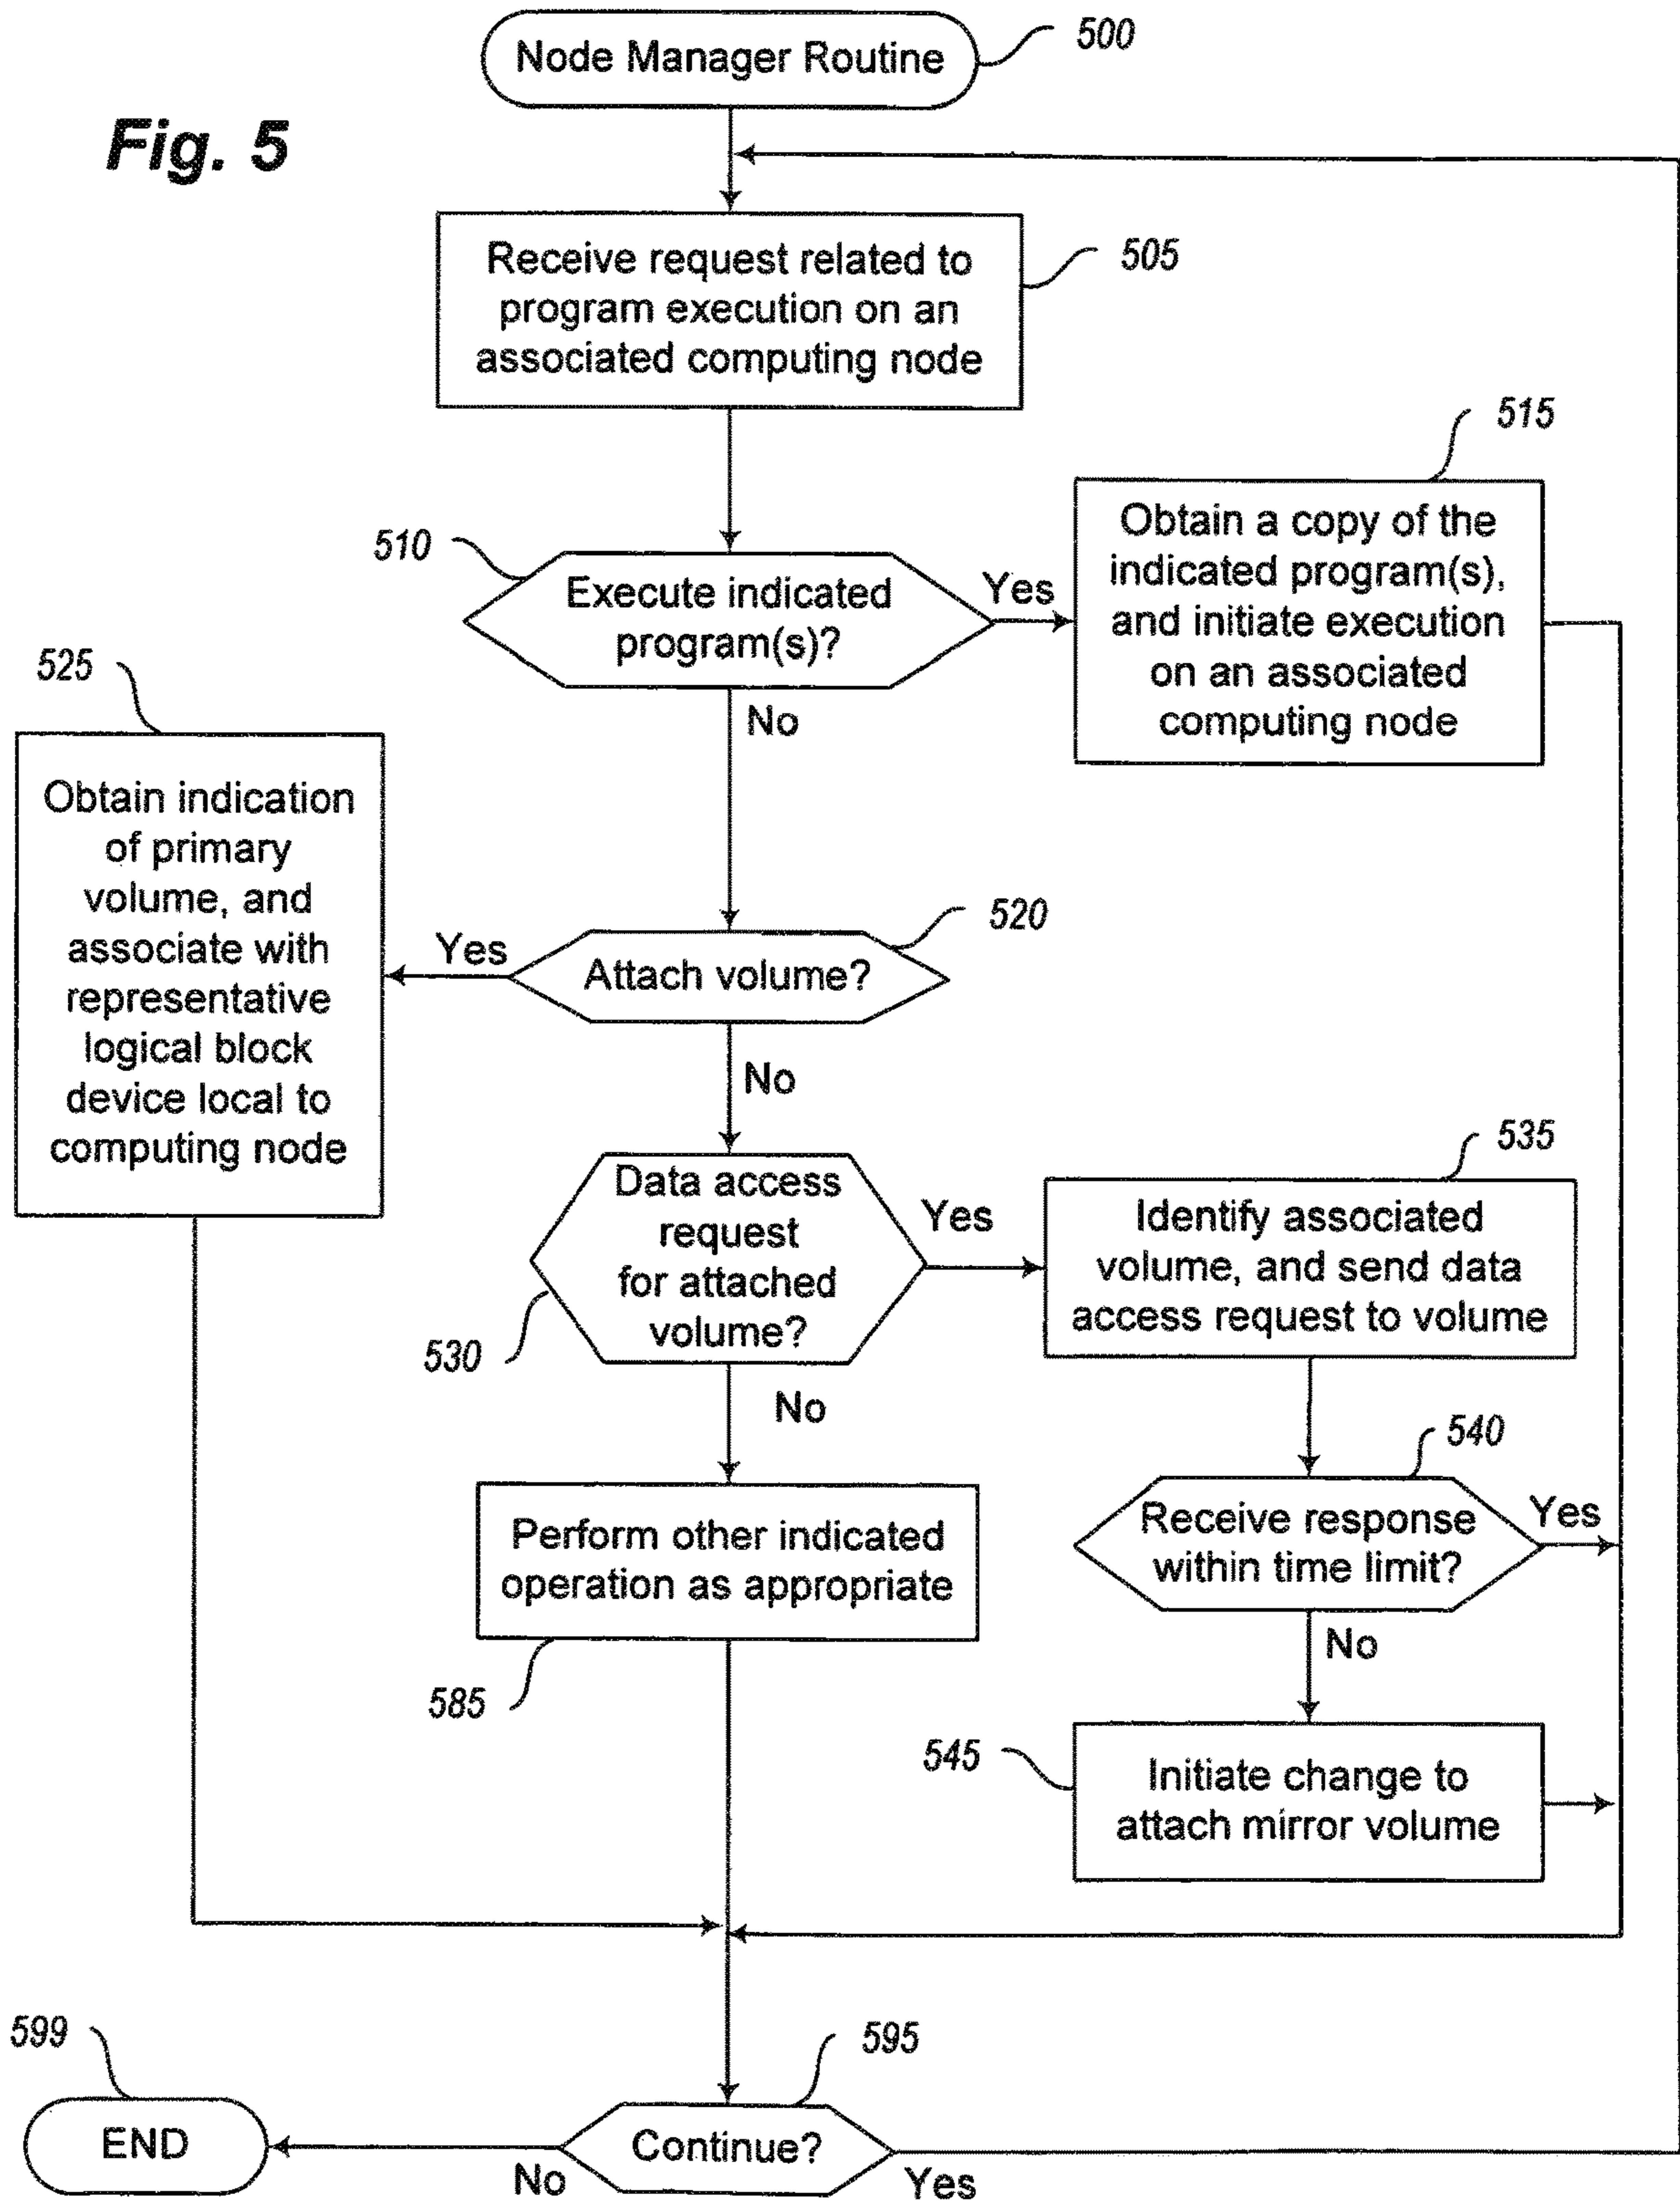 Node Manager Routine
500
Fig. 5
Receive request related to
program execution on an
associated computing node
505
510
Execute indicated
program(s)?
Yes
No
515
Obtain a copy of the
indicated program(s),
and initiate execution
on an associated
computing node
525
Obtain indication
of primary
volume, and
associate with
representative
logical block
device local to
computing node
520
Attach volume?
Yes
No
530
Data access
request
for attached
volume?
Yes
No
535
Identify associated
volume, and send data
access request to volume
540
Receive response
within time limit?
Yes
No
Perform other indicated
operation as appropriate
585
545
Initiate change to
attach mirror volume
599
END
595
Continue?
No
Yes